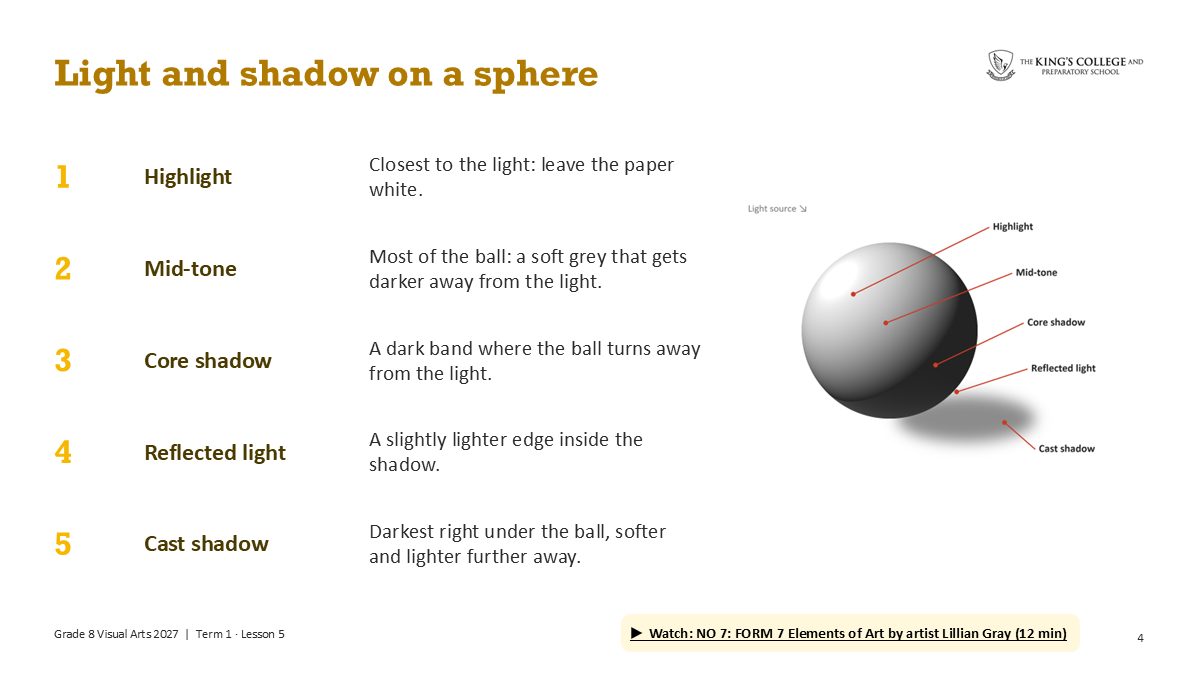 Light and shadow on a sphere
THE KING'S COLLEGE AND
PREPARATORY SCHOOL
1
Highlight
Closest to the light: leave the paper
white.
2
Mid-tone
Most of the ball: a soft grey that gets
darker away from the light.
3
Core shadow
A dark band where the ball turns away
from the light.
4
Reflected light
A slightly lighter edge inside the
shadow.
5
Cast shadow
Darkest right under the ball, softer
and lighter further away.
Light source ↘
Highlight
Mid-tone
Core shadow
Reflected light
Cast shadow
Grade 8 Visual Arts 2027 | Term 1 · Lesson 5
▶ Watch: NO 7: FORM 7 Elements of Art by artist Lillian Gray (12 min)
4